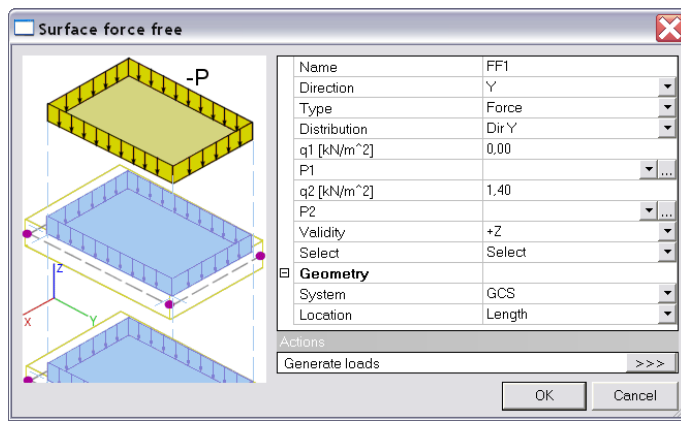 Surface force free
-P
Z
X
Y
Name FF1
Direction Y
Type Force
Distribution Dir Y
q1 [kN/m^2] 0,00
P1 ...
q2 [kN/m^2] 1,40
P2 ...
Validity +Z
Select Select
Geometry
System GCS
Location Length
Actions
Generate loads >>>
OK Cancel